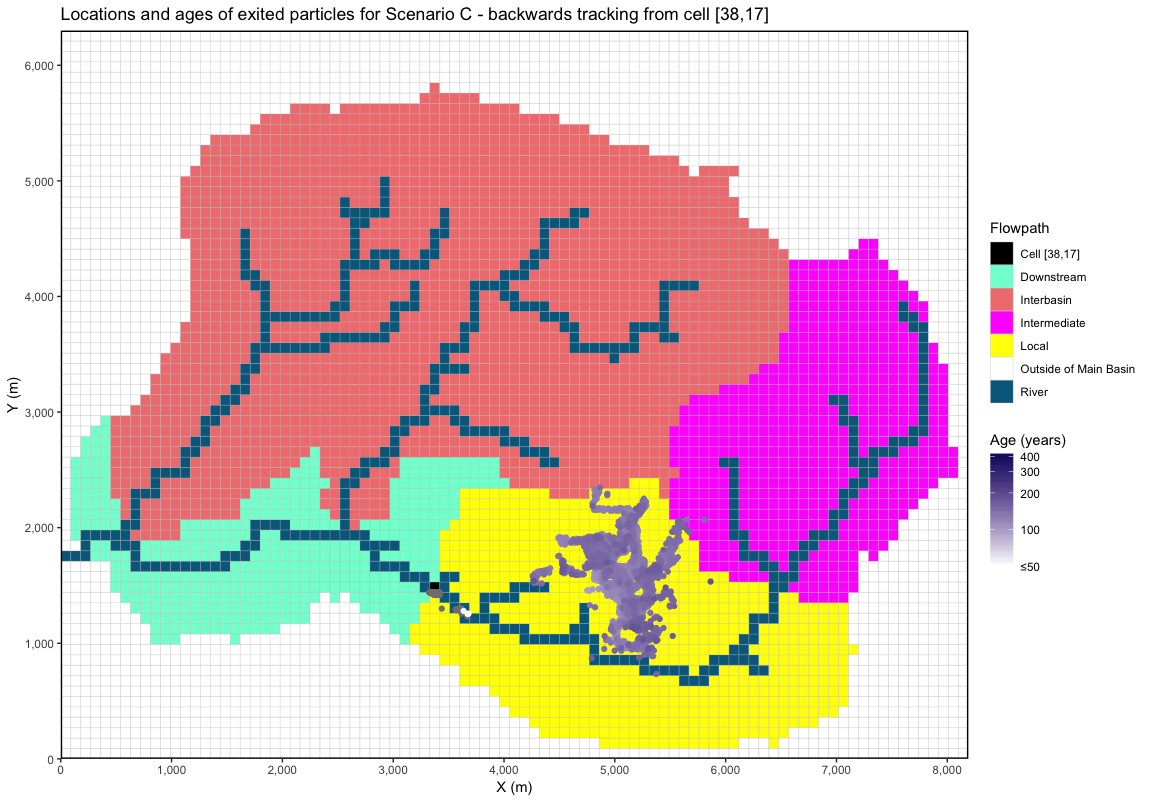 Locations and ages of exited particles for Scenario C - backwards tracking from cell [38,17]
6,000
5,000
4,000
3,000
2,000
1,000
0
Y (m)
0
1,000
2,000
3,000
4,000
5,000
6,000
7,000
8,000
X (m)
Flowpath
Cell [38,17]
Downstream
Interbasin
Intermediate
Local
Outside of Main Basin
River
Age (years)
400
300
200
100
≤50